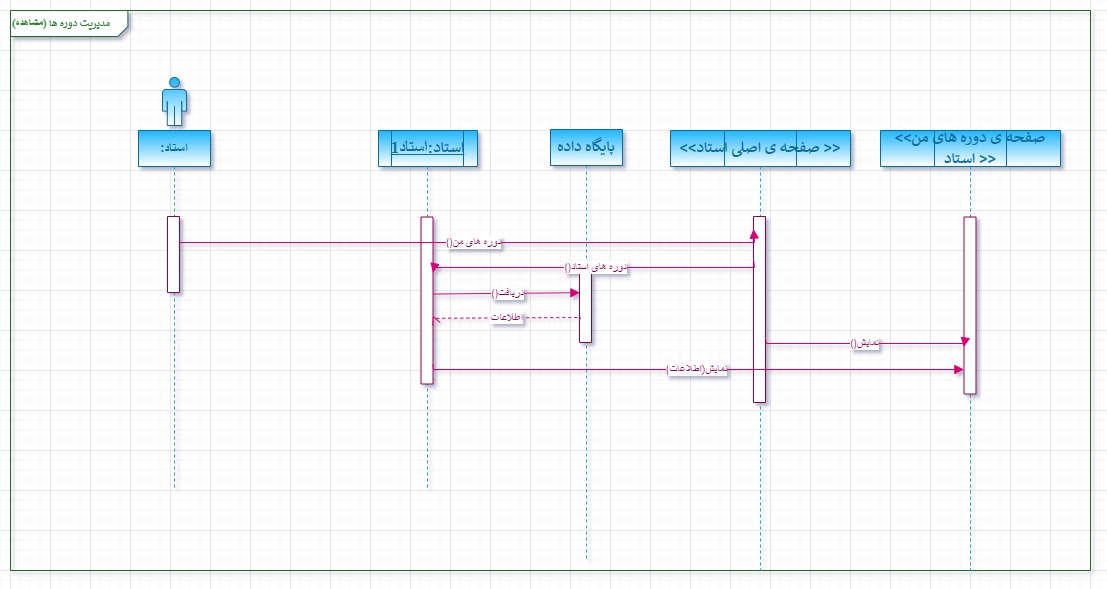 مدیریت دوره ها (مشاهده)
استاد:
استاد1:استاد
پایگاه داده
<<صفحه ی اصلی استاد >>
<<صفحه ی دوره های من
استاد >>
دوره های من()
دوره های استاد()
دریافت()
اطلاعات
نمایش()
نمایش(اطلاعات)